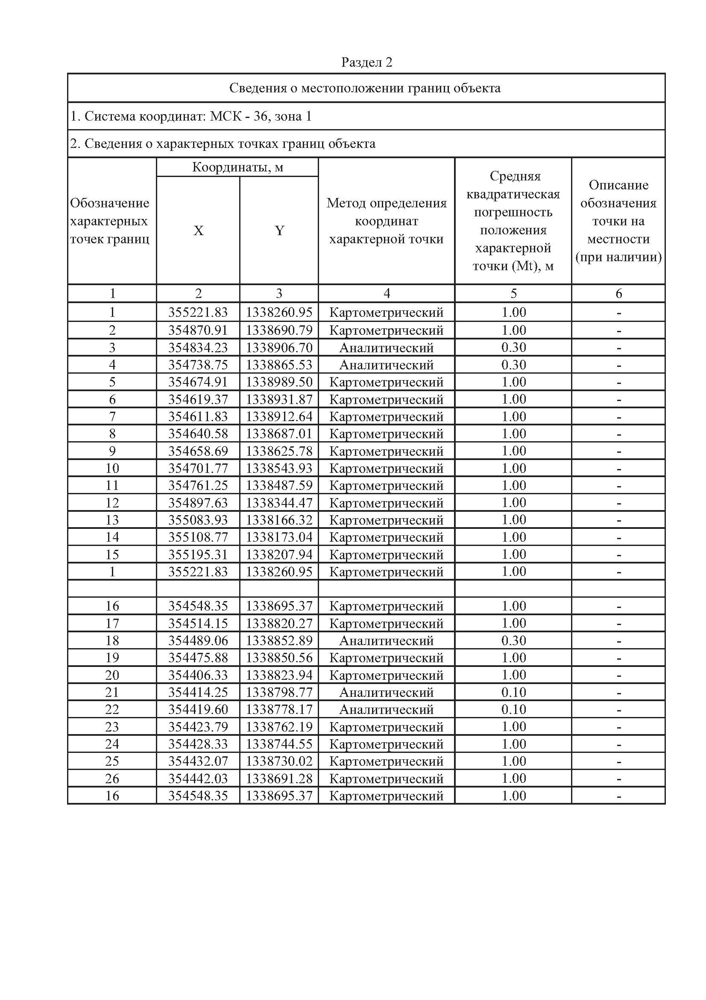 Раздел 2
Сведения о местоположении границ объекта
1. Система координат: МСК - 36, зона 1
2. Сведения о характерных точках границ объекта
Обозначение
характерных
точек границ
Координаты, м
X Y
Метод определения
координат
характерной точки
Средняя
квадратическая
погрешность
положения
характерной
точки (Mt), м
Описание
обозначения
точки на
местности
(при наличии)
1 2 3 4 5 6
1 355221.83 1338260.95 Картометрический 1.00 -
2 354870.91 1338690.79 Картометрический 1.00 -
3 354834.23 1338906.70 Аналитический 0.30 -
4 354738.75 1338865.53 Аналитический 0.30 -
5 354674.91 1338989.50 Картометрический 1.00 -
6 354619.37 1338931.87 Картометрический 1.00 -
7 354611.83 1338912.64 Картометрический 1.00 -
8 354640.58 1338687.01 Картометрический 1.00 -
9 354658.69 1338625.78 Картометрический 1.00 -
10 354701.77 1338543.93 Картометрический 1.00 -
11 354761.25 1338487.59 Картометрический 1.00 -
12 354897.63 1338344.47 Картометрический 1.00 -
13 355083.93 1338166.32 Картометрический 1.00 -
14 355108.77 1338173.04 Картометрический 1.00 -
15 355195.31 1338207.94 Картометрический 1.00 -
1 355221.83 1338260.95 Картометрический 1.00 -
16 354548.35 1338695.37 Картометрический 1.00 -
17 354514.15 1338820.27 Картометрический 1.00 -
18 354489.06 1338852.89 Аналитический 0.30 -
19 354475.88 1338850.56 Картометрический 1.00 -
20 354406.33 1338823.94 Картометрический 1.00 -
21 354414.25 1338798.77 Аналитический 0.10 -
22 354419.60 1338778.17 Аналитический 0.10 -
23 354423.79 1338762.19 Картометрический 1.00 -
24 354428.33 1338744.55 Картометрический 1.00 -
25 354432.07 1338730.02 Картометрический 1.00 -
26 354442.03 1338691.28 Картометрический 1.00 -
16 354548.35 1338695.37 Картометрический 1.00 -